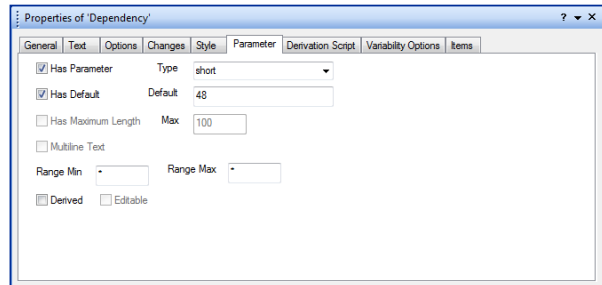 Properties of 'Dependency' ?
General Text Options Changes Style Parameter Derivation Script Variability Options Items
Has Parameter Type short
Has Default Default 48
Has Maximum Length Max 100
Multiline Text
Range Min * Range Max *
Derived Editable